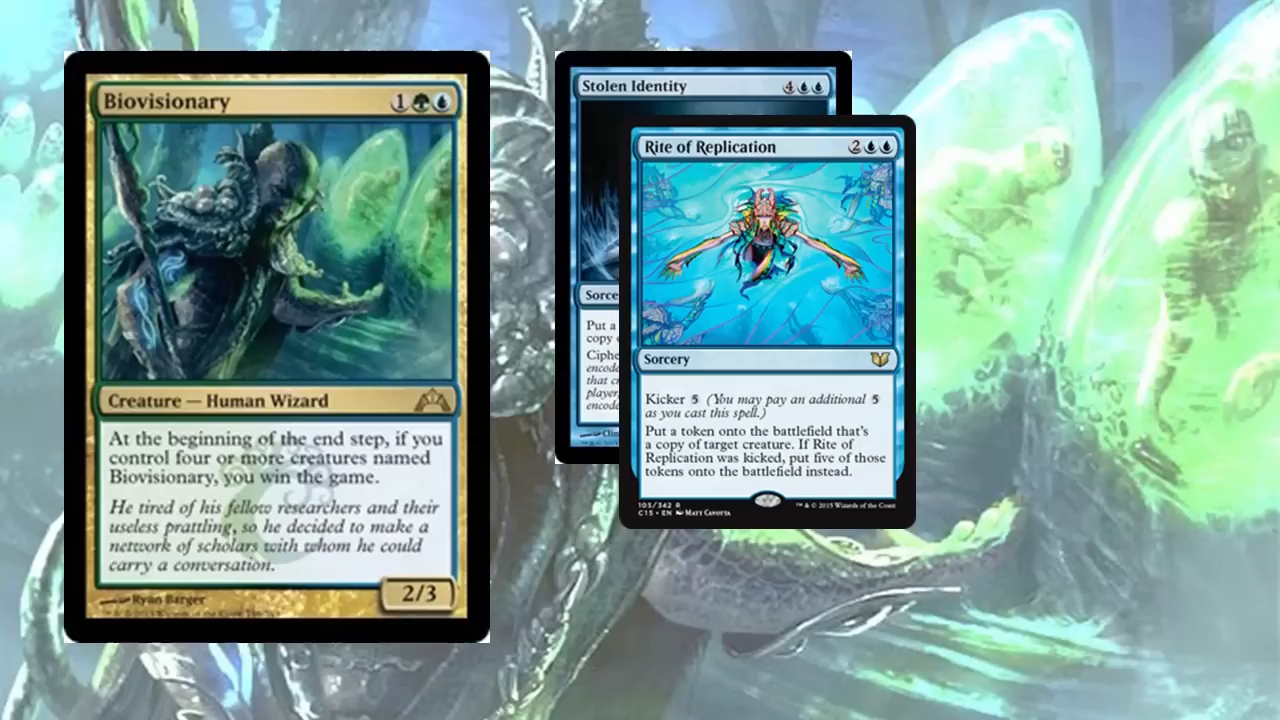 Biovisionary 1
Creature — Human Wizard
At the beginning of the end step, if you
control four or more creatures named
Biovisionary, you win the game.
He tired of his fellow researchers and their
useless prattling, so he decided to make a
network of scholars with whom he could
carry a conversation.
2/3
Ryan Barger
Stolen Identity 4
Put a
copy
that
Rite of Replication 2
Sorcery
Kicker 5 (You may pay an additional 5
as you cast this spell.)
Put a token onto the battlefield that's
a copy of target creature. If Rite of
Replication was kicked, put five of those
tokens onto the battlefield instead.
105/342 R
C15 • EN Matt Cavotta
™ & © 2015 Wizards of the Coast